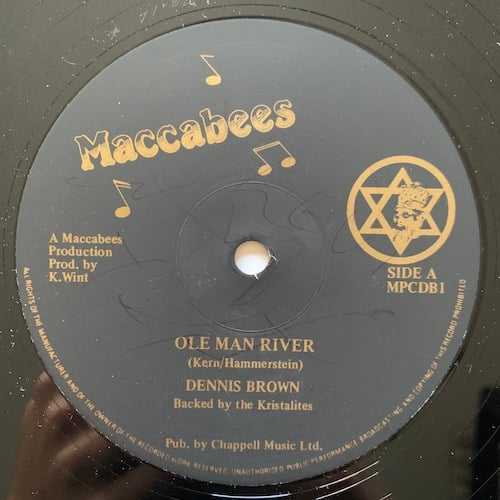 Maccabees
A Maccabees
Production
Prod. by
K.Wint
SIDE A
MPCDB1
OLE MAN RIVER
(Kern/Hammerstein)
DENNIS BROWN
Backed by the Kristalites
Pub. by Chappell Music Ltd.
ALL RIGHTS OF THE MANUFACTURER AND OF THE OWNER OF THE RECORDED WORK RESERVED. UNAUTHORISED PUBLIC PERFORMANCE, BROADCASTING AND COPYING OF THIS RECORD PROHIBITED